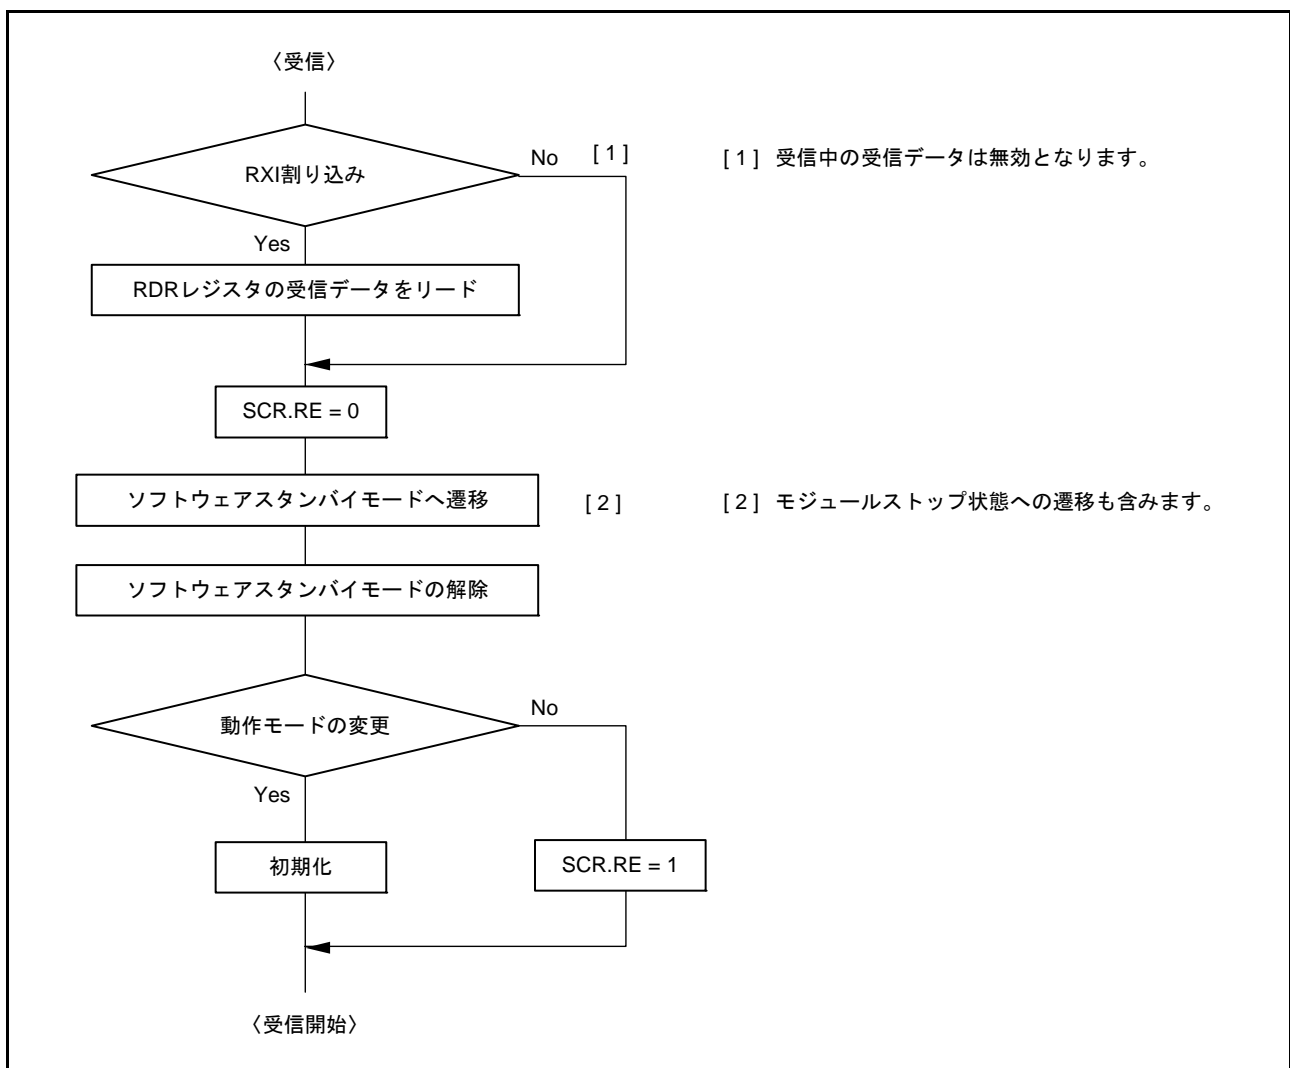 〈受信〉
RXI割り込み
No
[ 1 ]
[ 1 ] 受信中の受信データは無効となります。
Yes
RDRレジスタの受信データをリード
SCR.RE = 0
ソフトウェアスタンバイモードへ遷移
[ 2 ]
[ 2 ] モジュールストップ状態への遷移も含みます。
ソフトウェアスタンバイモードの解除
動作モードの変更
No
Yes
初期化
SCR.RE = 1
〈受信開始〉